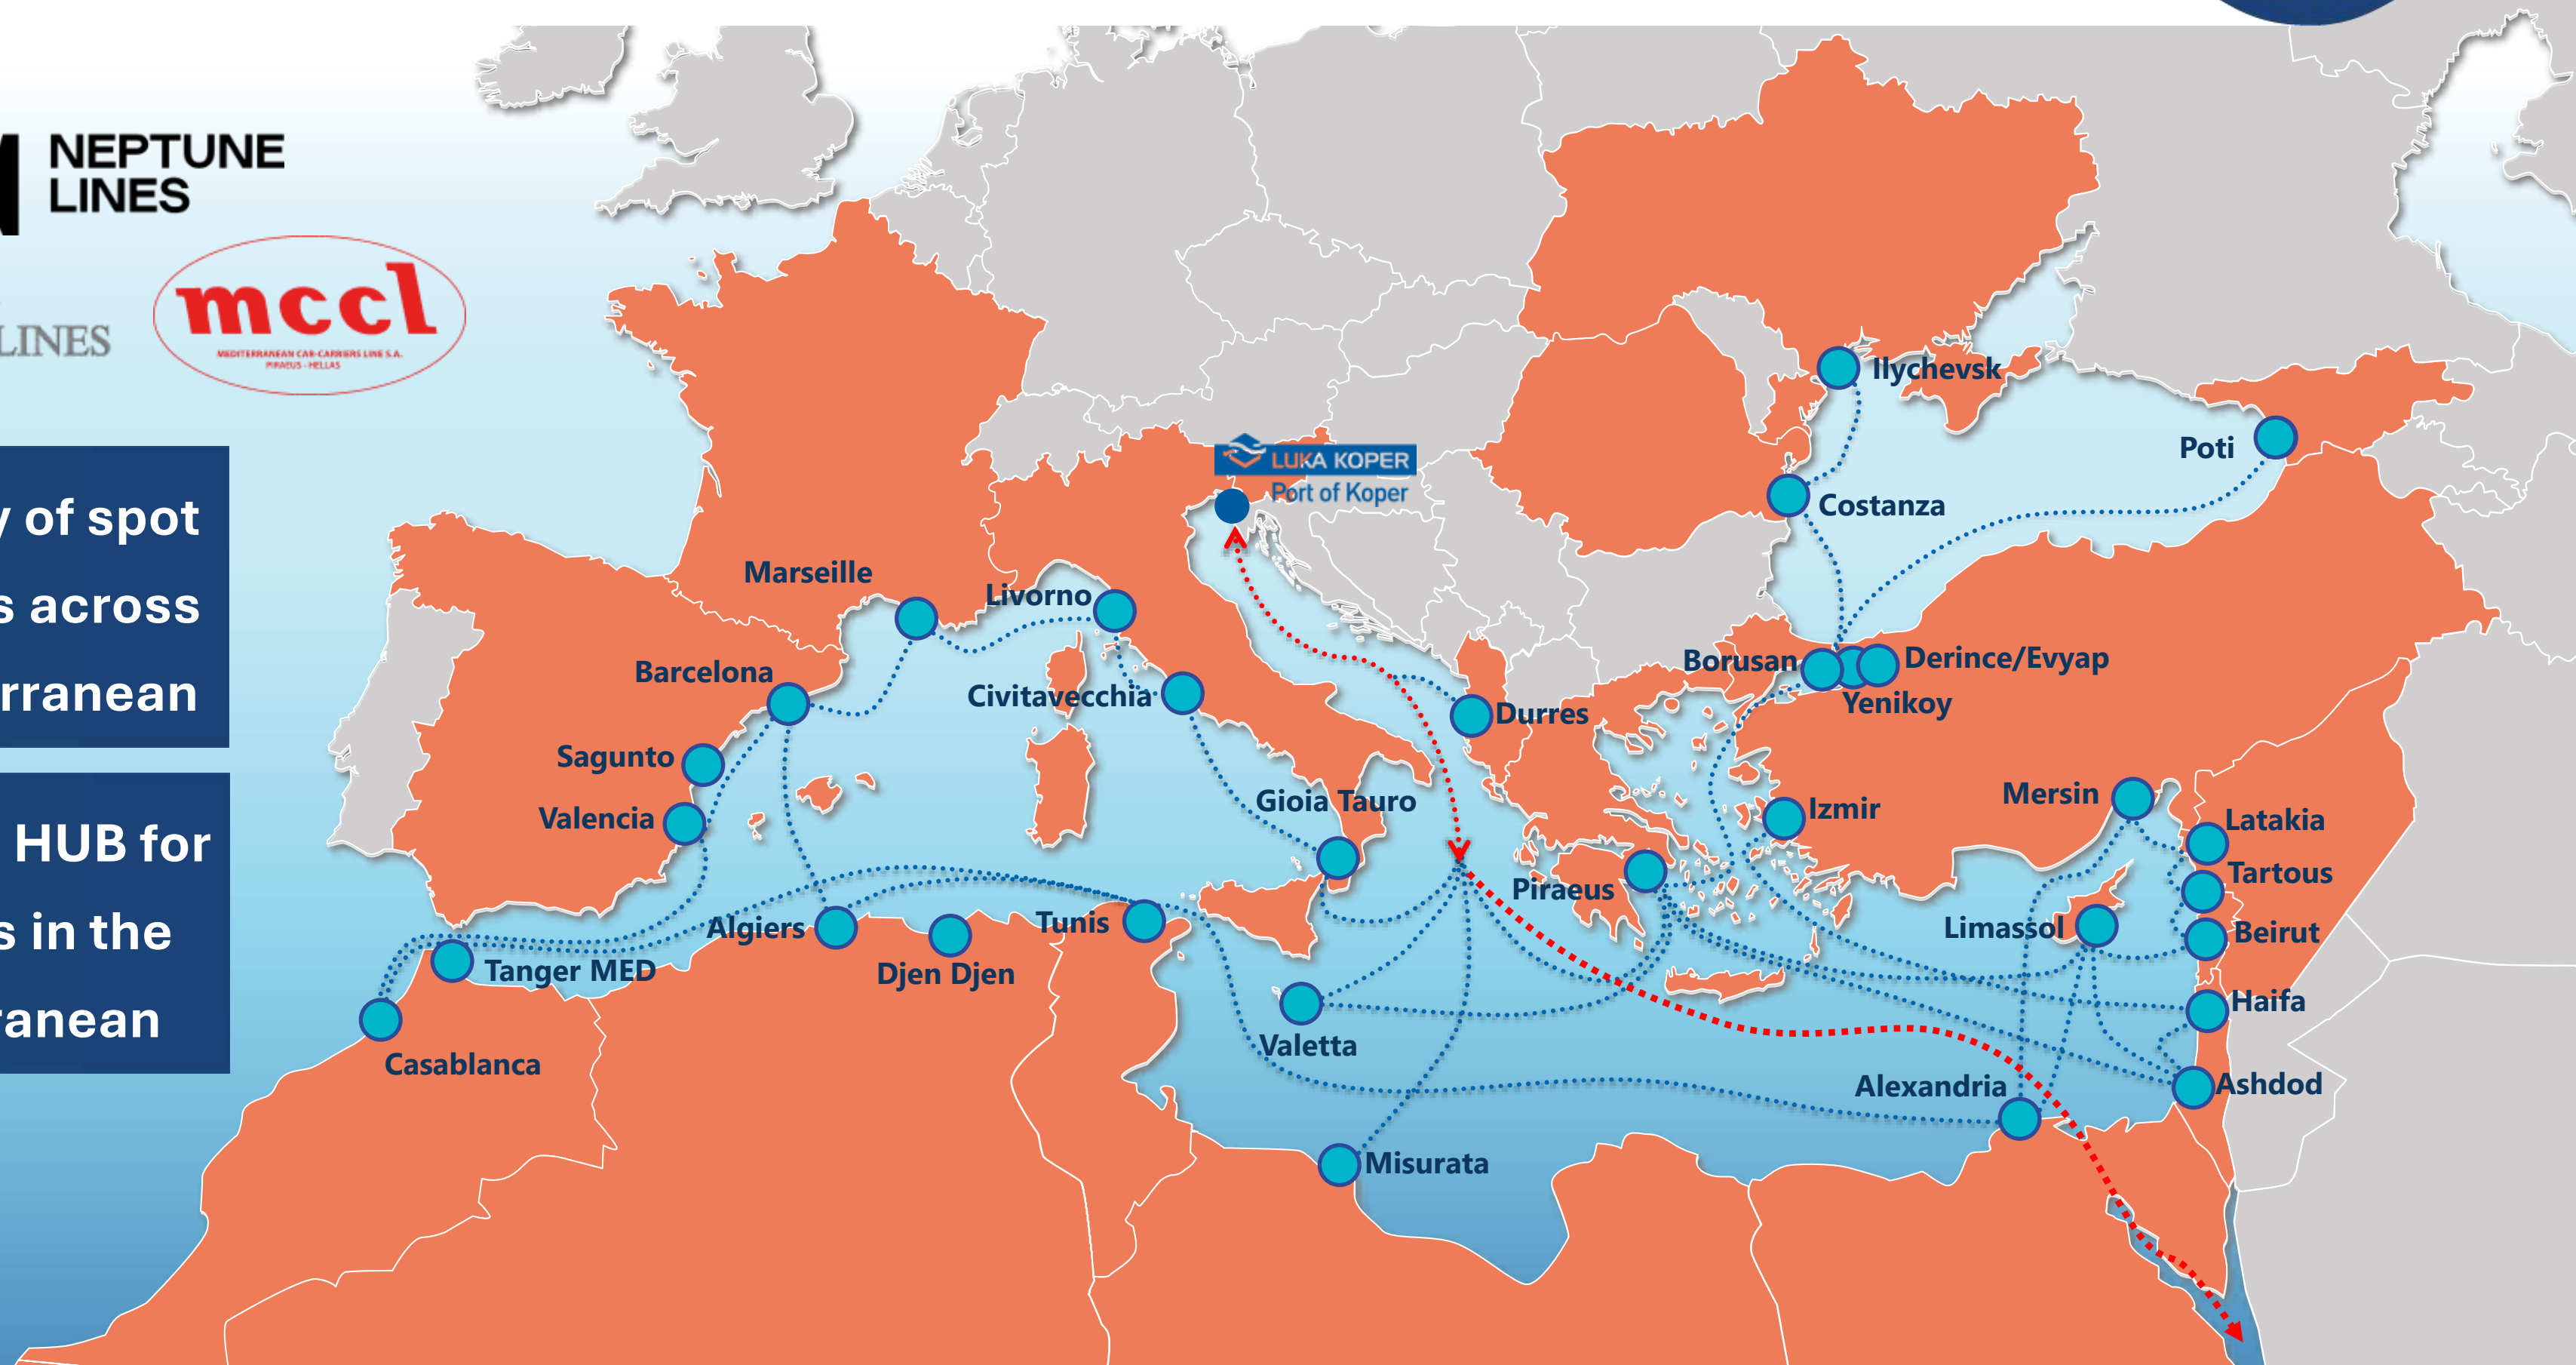 NEPTUNE
LINES
mccl
MEDITERRANEAN CAR-CARRIERS LINE S.A.
PIRAEUS - HELLAS
LINES
y of spot
s across
rranean
HUB for
s in the
ranean
LUKA KOPER
Port of Koper
Ilychevsk
Poti
Costanza
Marseille
Livorno
Barcelona
Civitavecchia
Borusan
Derince/Evyap
Yenikoy
Durres
Sagunto
Valencia
Gioia Tauro
Izmir
Mersin
Latakia
Tartous
Piraeus
Algiers
Tunis
Limassol
Beirut
Tanger MED
Djen Djen
Haifa
Casablanca
Valetta
Alexandria
Ashdod
Misurata